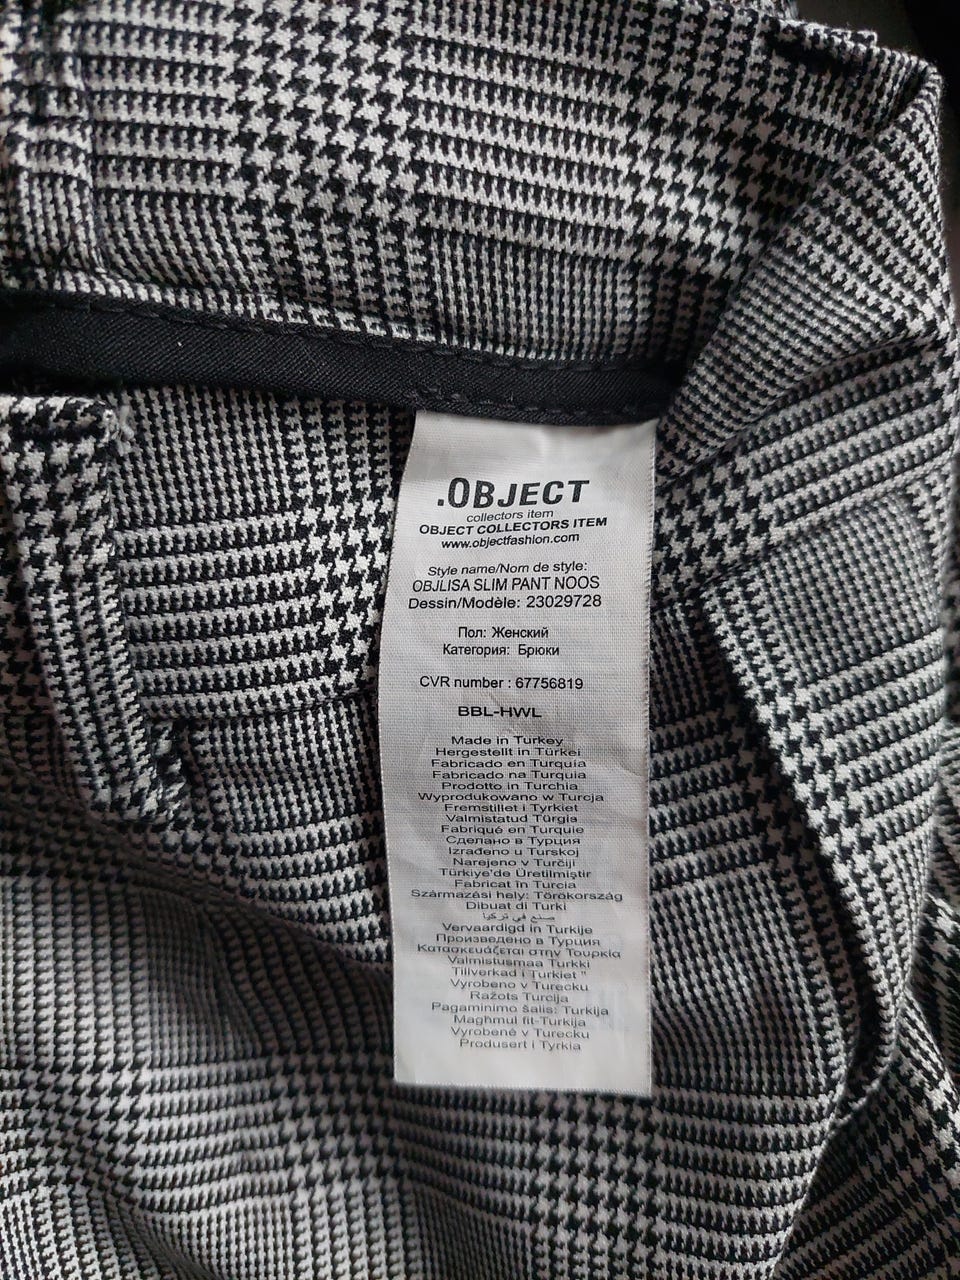 .OBJECT
collectors item
OBJECT COLLECTORS ITEM
www.objectfashion.com
Style name/Nom de style:
OBJLISA SLIM PANT NOOS
Dessin/Modèle: 23029728
Пол: Женский
Категория: Брюки
CVR number : 67756819
BBL-HWL
Made in Turkey
Hergestellt in Türkei
Fabricado en Turquia
Fabricado na Turquia
Prodotto in Turchia
Wyprodukowano w Turcja
Fremstillet i Tyrkiet
Valmistatud Türgis
Fabriqué en Turquie
Сделано в Турция
Izrađeno u Turskoj
Narejeno v Turčiji
Türkiye'de Üretilmiştir
Fabricat în Turcia
Származási hely: Törökország
Dibuat di Turki
صنع في تركيا
Vervaardigd in Turkije
Произведено в Турция
Κατασκευάζεται στην Τουρκία
Valmistusmaa Turkki
Tillverkad i Turkiet "
Vyrobeno v Turecku
Ražots Turcija
Pagaminimo šalis: Turkija
Maghmul fit-Turkija
Vyrobené v Turecku
Produsert i Tyrkia